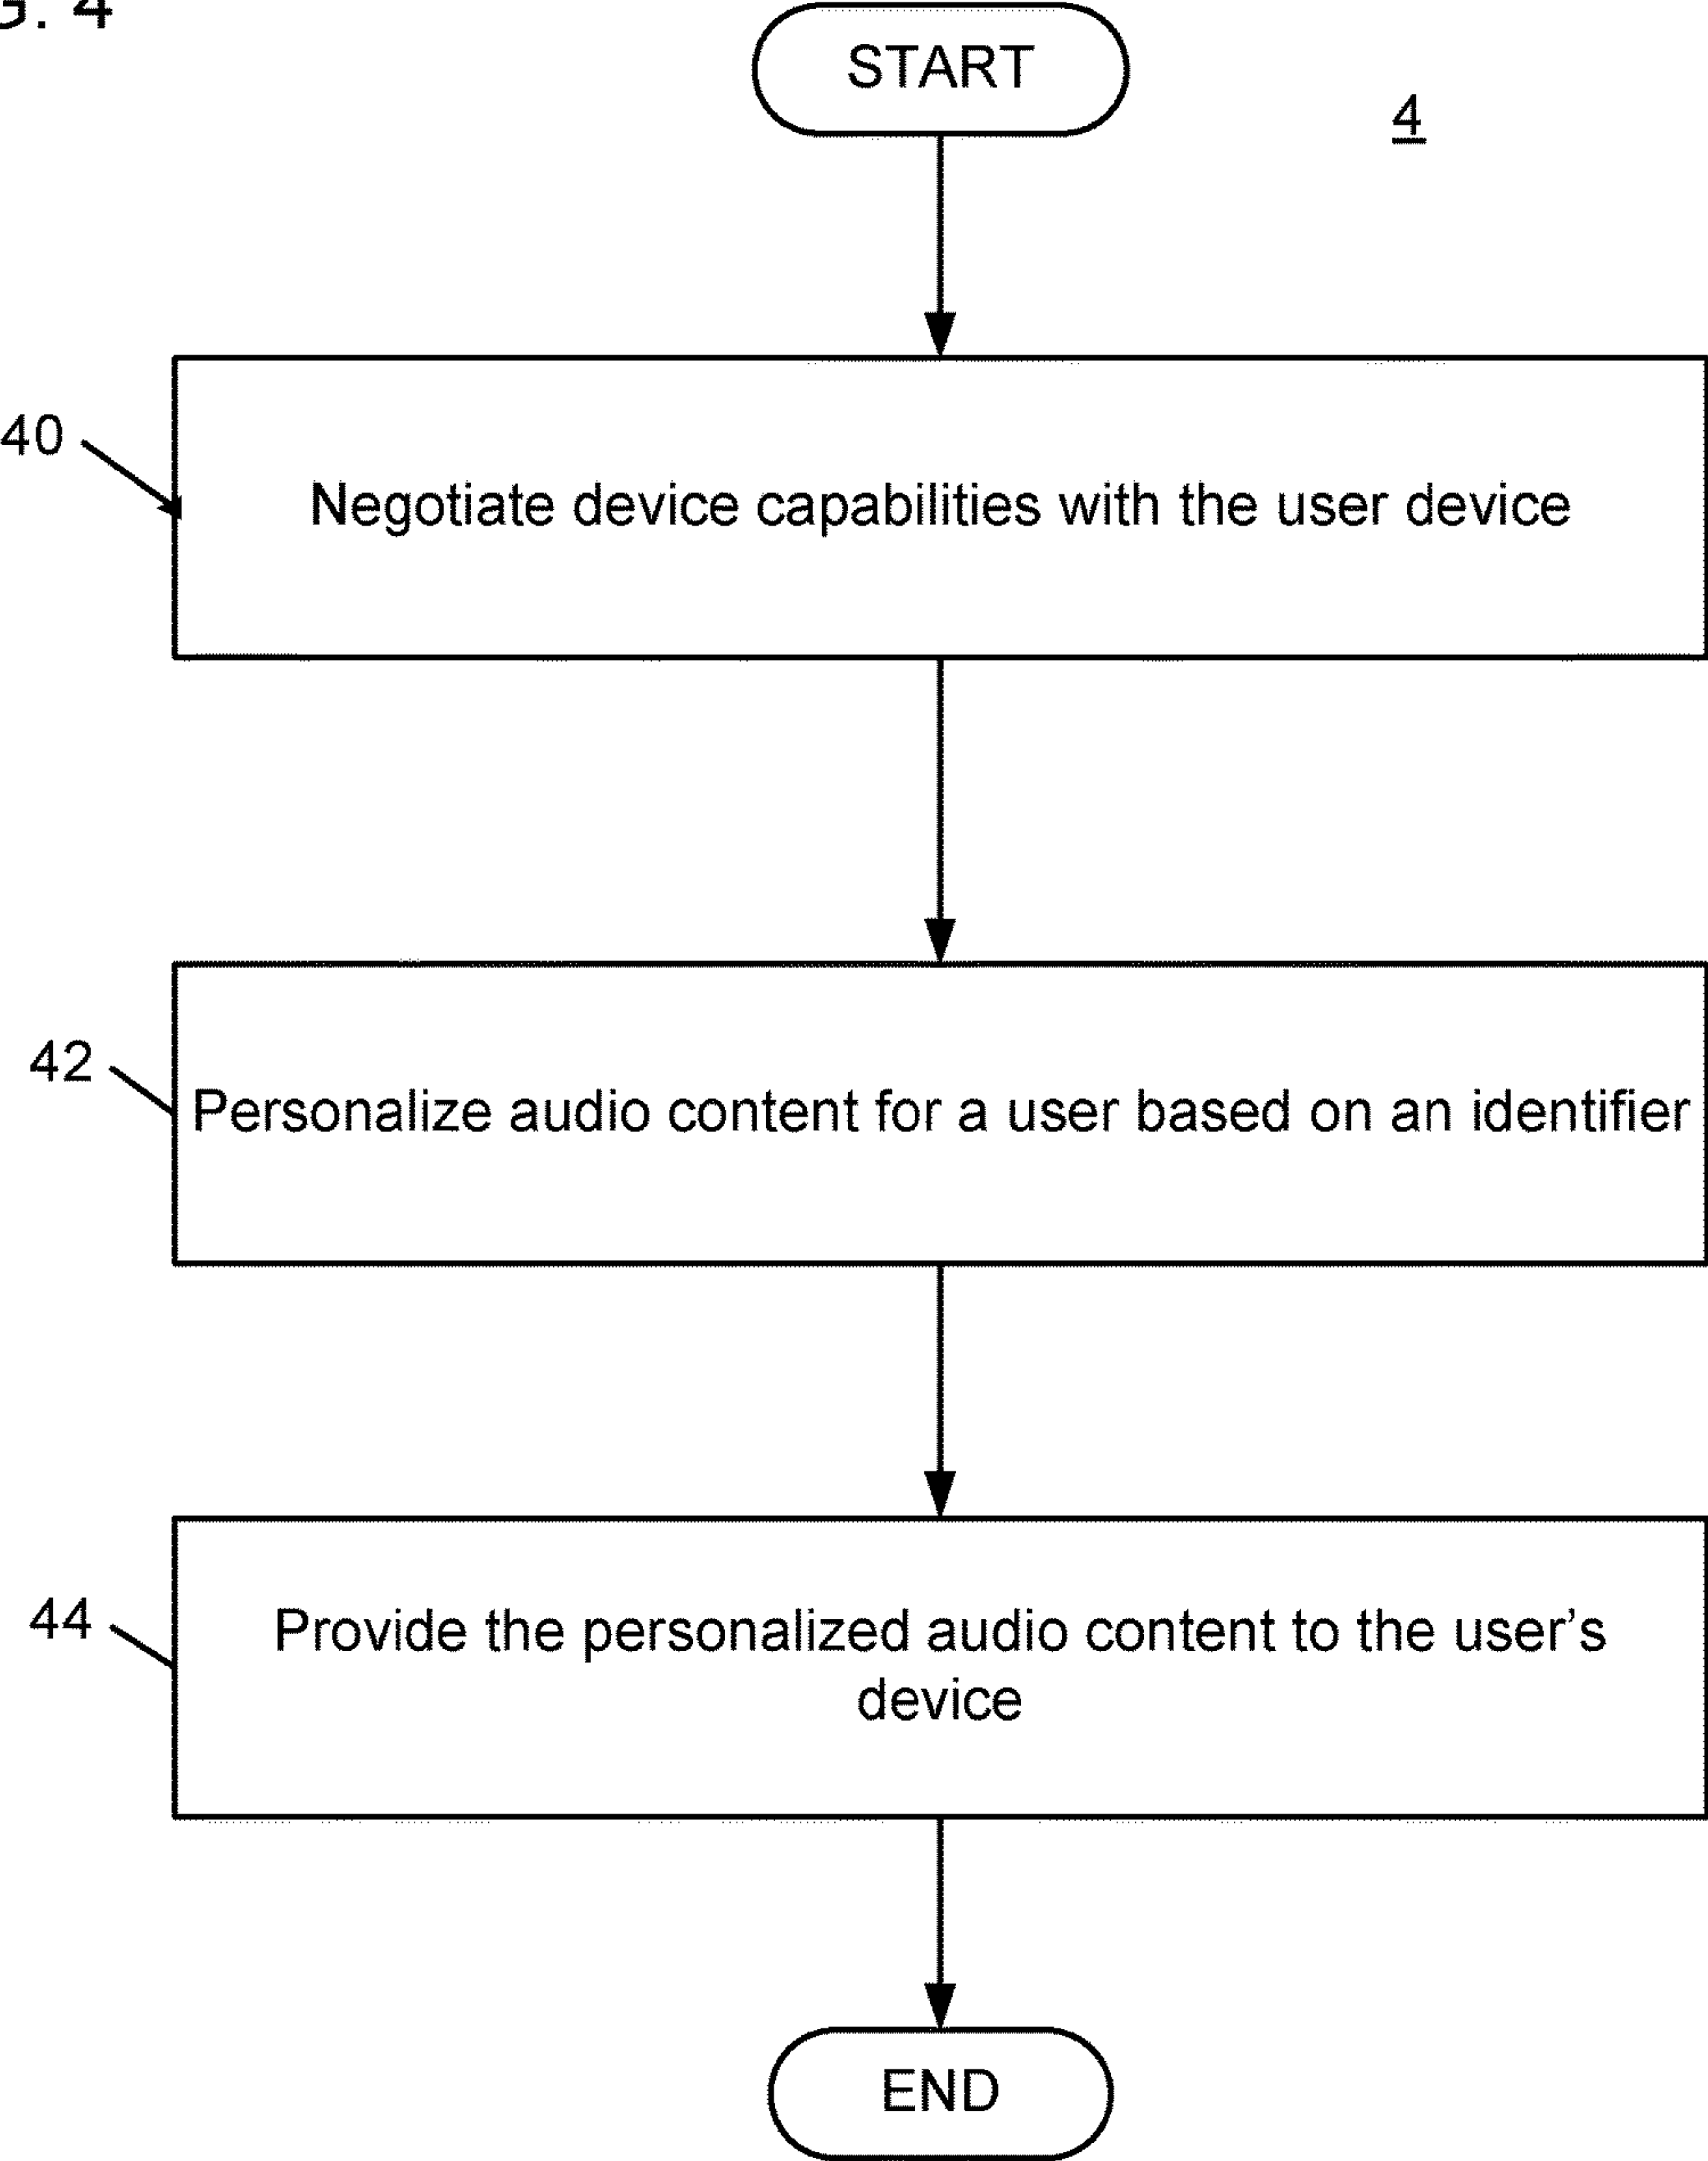 G. 4
START
4
40
Negotiate device capabilities with the user device
42
Personalize audio content for a user based on an identifier
44
Provide the personalized audio content to the user’s
device
END